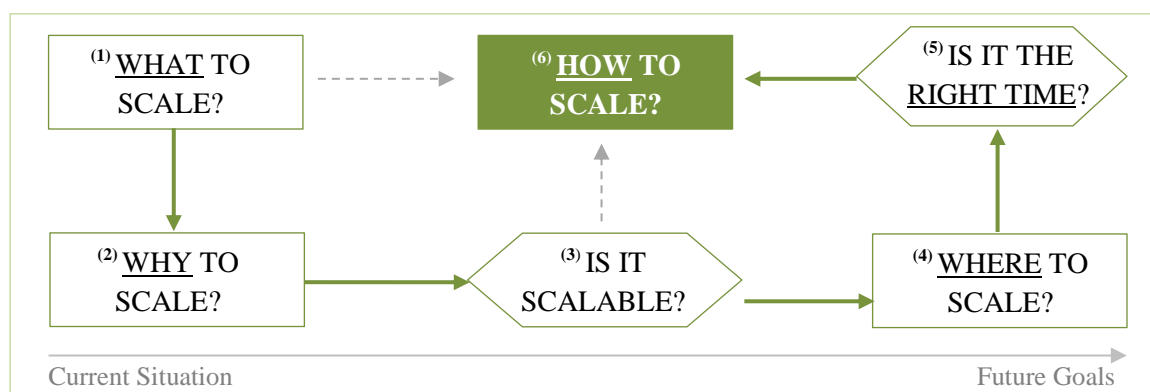 (1) WHAT TO
SCALE?
(6) HOW TO
SCALE?
(5) IS IT THE
RIGHT TIME?
(2) WHY TO
SCALE?
(3) IS IT
SCALABLE?
(4) WHERE TO
SCALE?
Current Situation
Future Goals